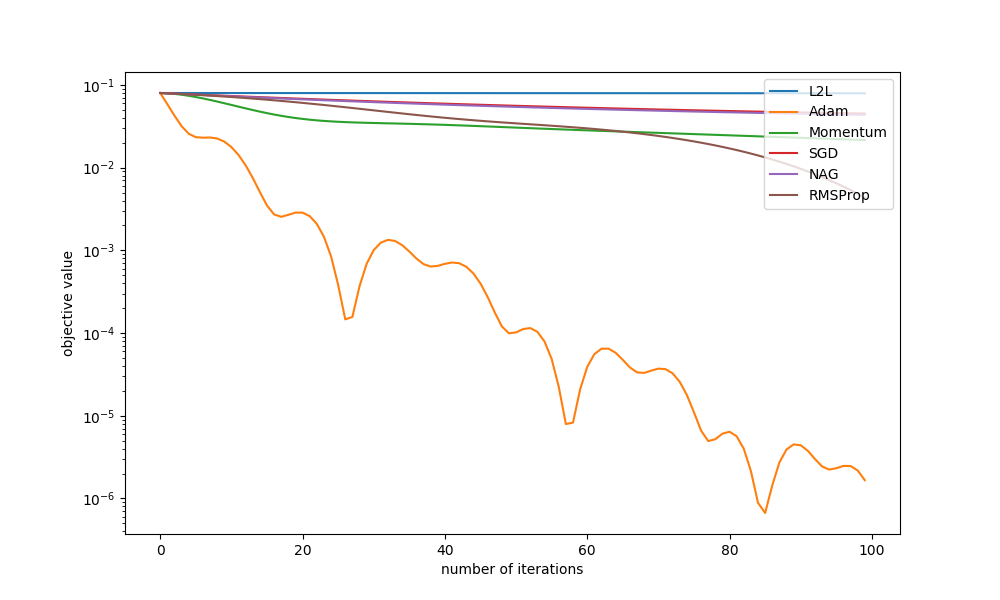 10⁻¹
10⁻²
10⁻³
10⁻⁴
10⁻⁵
10⁻⁶
objective value
0 20 40 60 80 100
number of iterations
L2L
Adam
Momentum
SGD
NAG
RMSProp